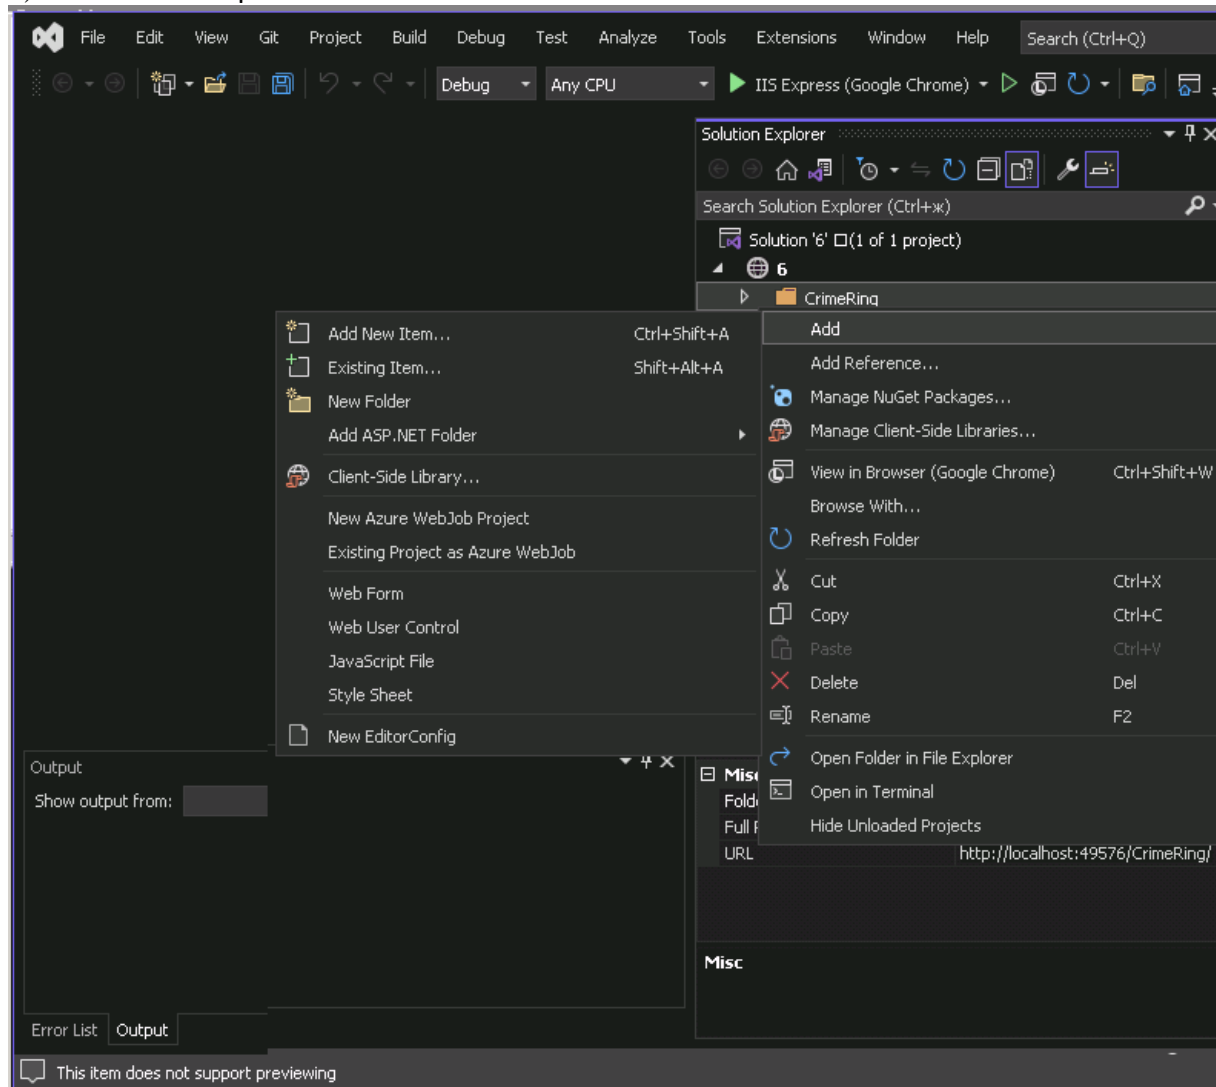 File Edit View Git Project Build Debug Test Analyze Tools Extensions Window Help Search (Ctrl+Q)
Debug Any CPU IIS Express (Google Chrome)
Solution Explorer
Search Solution Explorer (Ctrl+ж)
Solution '6' (1 of 1 project)
6
CrimeRing
Add New Item... Ctrl+Shift+A
Existing Item... Shift+Alt+A
New Folder
Add ASP.NET Folder
Client-Side Library...
New Azure WebJob Project
Existing Project as Azure WebJob
Web Form
Web User Control
JavaScript File
Style Sheet
New EditorConfig
Add
Add Reference...
Manage NuGet Packages...
Manage Client-Side Libraries...
View in Browser (Google Chrome) Ctrl+Shift+W
Browse With...
Refresh Folder
Cut Ctrl+X
Copy Ctrl+C
Paste Ctrl+V
Delete Del
Rename F2
Open Folder in File Explorer
Open in Terminal
Hide Unloaded Projects
Output
Show output from:
Misc
URL http://localhost:49576/CrimeRing/
Misc
Error List Output
This item does not support previewing